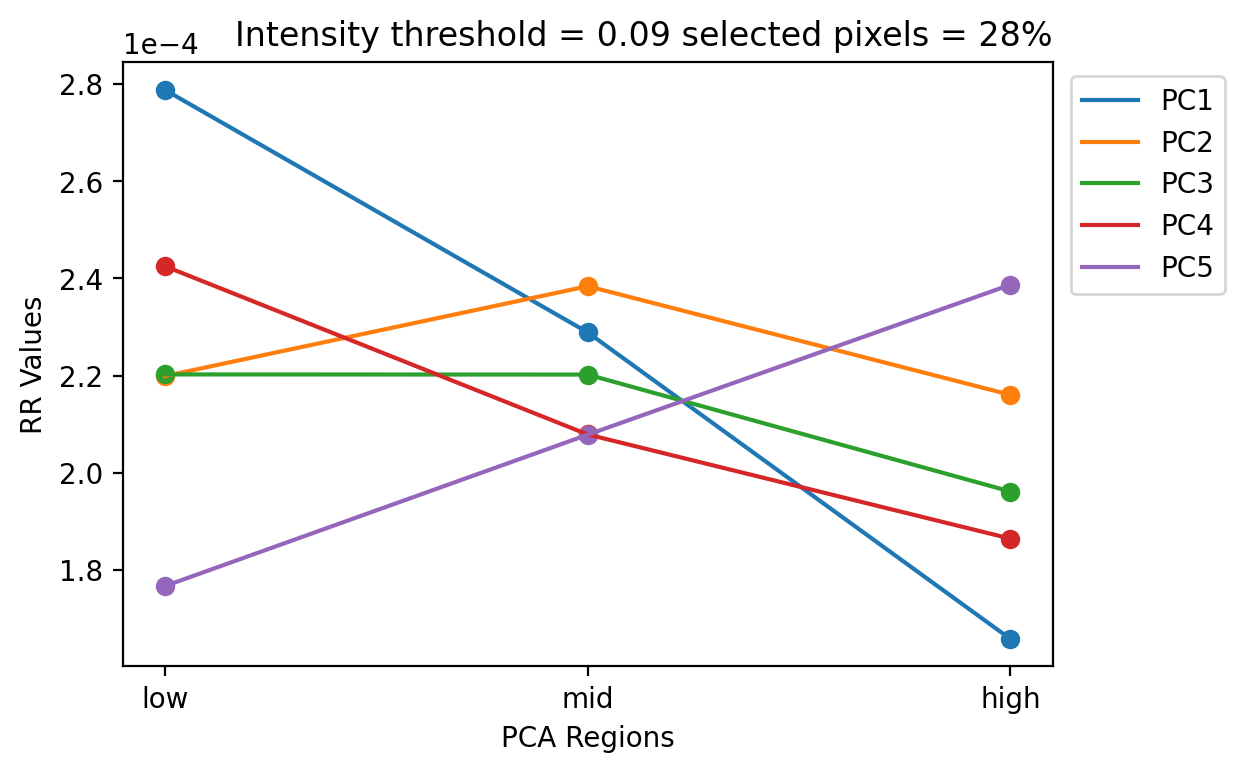 Intensity threshold = 0.09 selected pixels = 28%
1e−4
2.8
2.6
2.4
2.2
2.0
1.8
RR Values
low
mid
high
PCA Regions
PC1
PC2
PC3
PC4
PC5